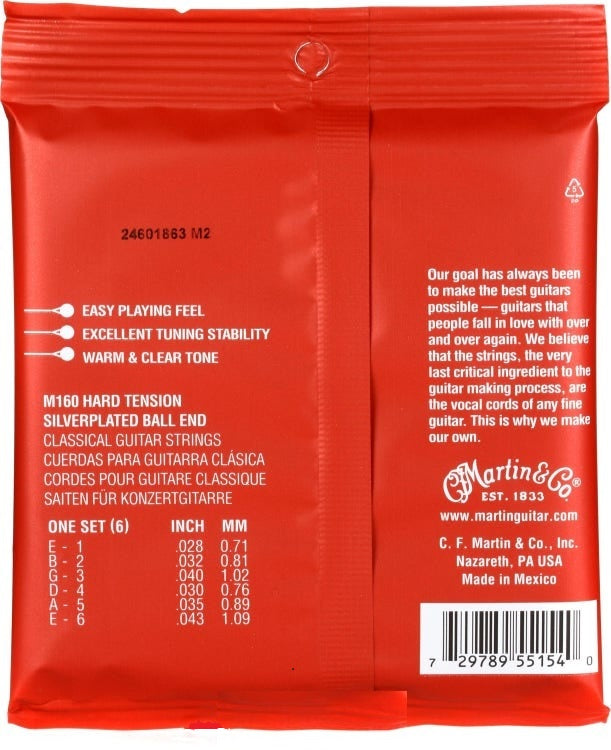 24601863 M2
EASY PLAYING FEEL
EXCELLENT TUNING STABILITY
WARM & CLEAR TONE
M160 HARD TENSION
SILVERPLATED BALL END
CLASSICAL GUITAR STRINGS
CUERDAS PARA GUITARRA CLÁSICA
CORDES POUR GUITARE CLASSIQUE
SAITEN FÜR KONZERTGITARRE
ONE SET (6) INCH MM
E - 1 .028 0.71
B - 2 .032 0.81
G - 3 .040 1.02
D - 4 .030 0.76
A - 5 .035 0.89
E - 6 .043 1.09
5
PP
Our goal has always been
to make the best guitars
possible — guitars that
people fall in love with over
and over again. We believe
that the strings, the very
last critical ingredient to the
guitar making process, are
the vocal cords of any fine
guitar. This is why we make
our own.
CF Martin & Co.®
EST. 1833
www.martinguitar.com
C. F. Martin & Co., Inc.
Nazareth, PA USA
Made in Mexico
7 29789 55154 0